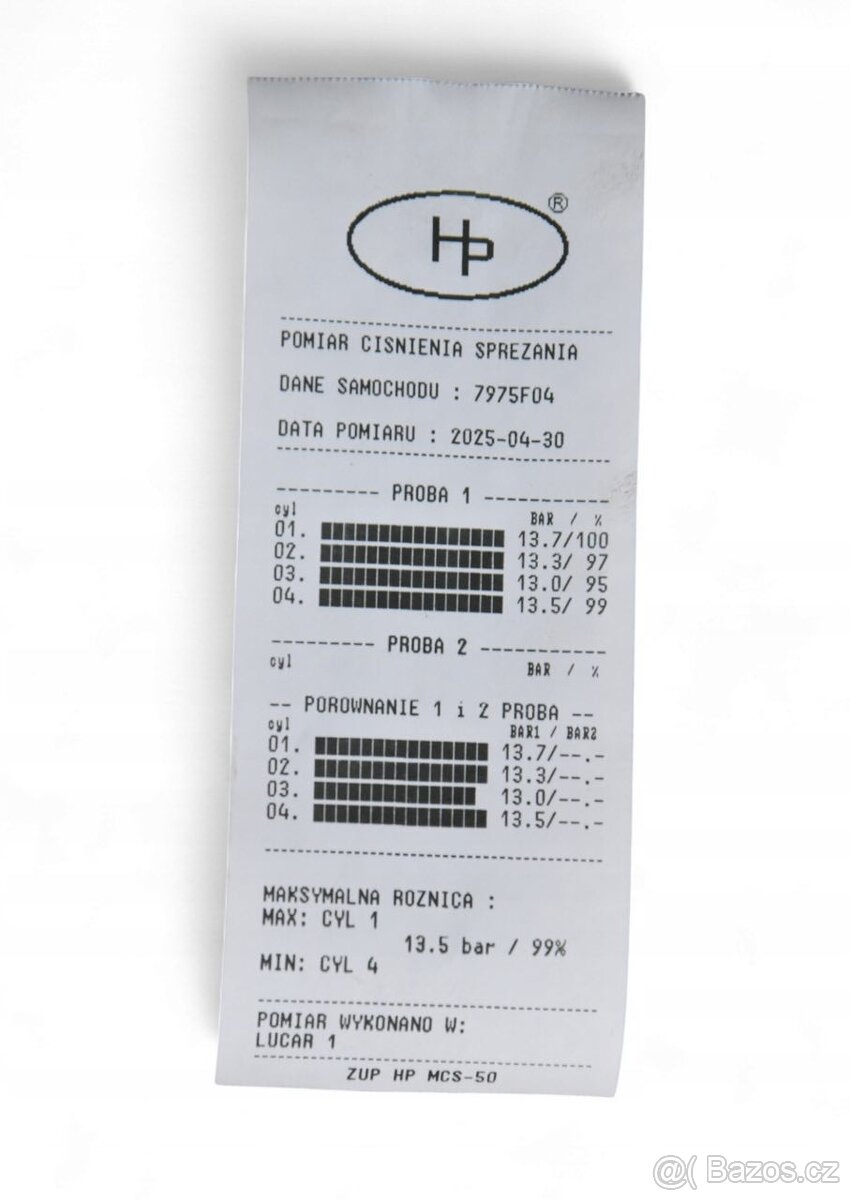 HP ®
POMIAR CISNIENIA SPREZANIA
DANE SAMOCHODU : 7975F04
DATA POMIARU : 2025-04-30
--------- PROBA 1 -----------
cyl BAR / %
01. 13.7/100
02. 13.3/ 97
03. 13.0/ 95
04. 13.5/ 99
--------- PROBA 2 -----------
cyl BAR / %
-- POROWNANIE 1 i 2 PROBA --
cyl BAR1 / BAR2
01. 13.7/--.-
02. 13.3/--.-
03. 13.0/--.-
04. 13.5/--.-
MAKSYMALNA ROZNICA :
MAX: CYL 1
13.5 bar / 99%
MIN: CYL 4
POMIAR WYKONANO W:
LUCAR 1
ZUP HP MCS-50
@( Bazos.cz